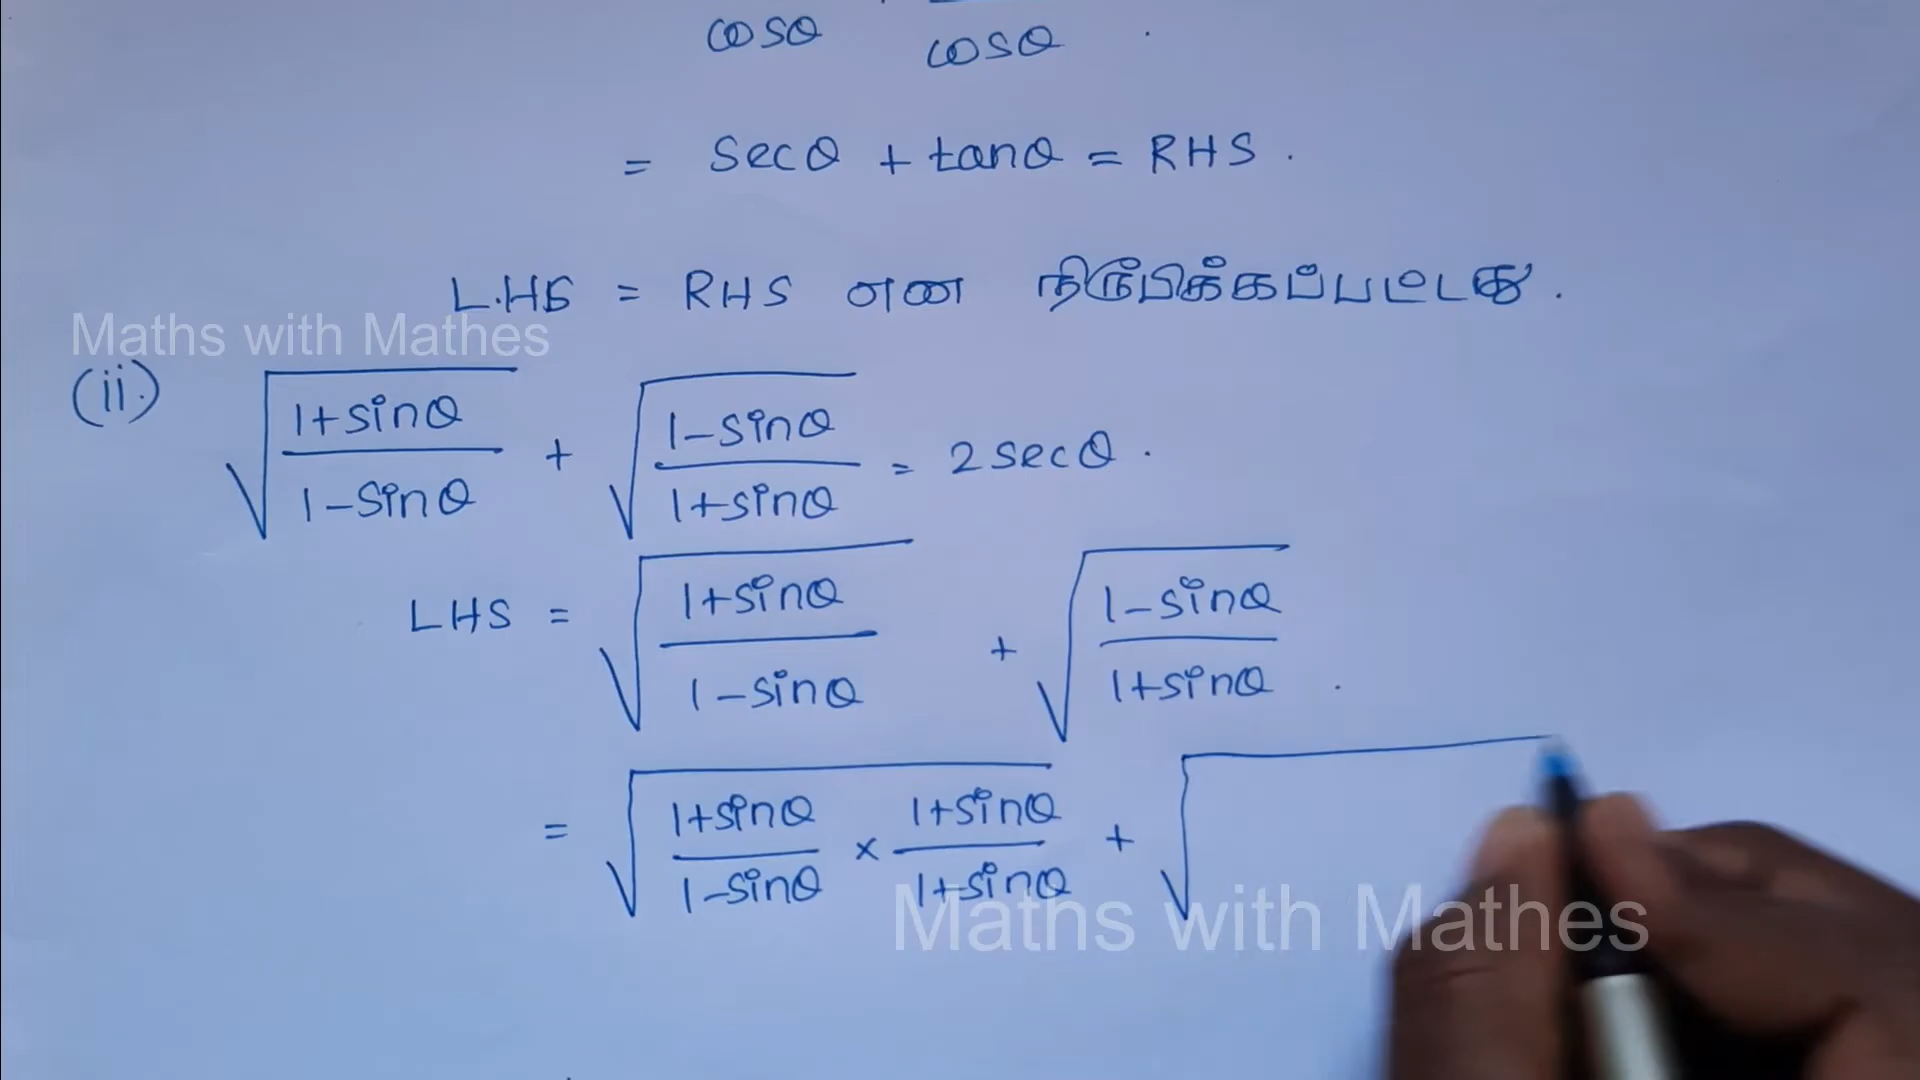 cosθ cosθ
= secθ + tanθ = RHS.
L.HS = RHS என நிரூபிக்கப்பட்டது.
Maths with Mathes
(ii) √(1+sinθ / 1-sinθ) + √(1-sinθ / 1+sinθ) = 2secθ.
LHS = √(1+sinθ / 1-sinθ) + √(1-sinθ / 1+sinθ).
= √(1+sinθ / 1-sinθ × 1+sinθ / 1+sinθ) + √
Maths with Mathes